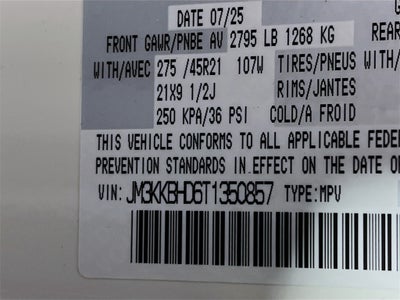 DATE 07/25
FRONT GAWR/PNBE AV 2795 LB 1268 KG REAR
WITH/AVEC 275 /45R21 107W TIRES/PNEUS WITH/
21X9 1/2J RIMS/JANTES
250 KPA/36 PSI COLD/A FROID
THIS VEHICLE CONFORMS TO ALL APPLICABLE FEDE
PREVENTION STANDARDS IN EFFECT ON THE DATE O
VIN: JM3KKBHD6T1350857 TYPE:MPV